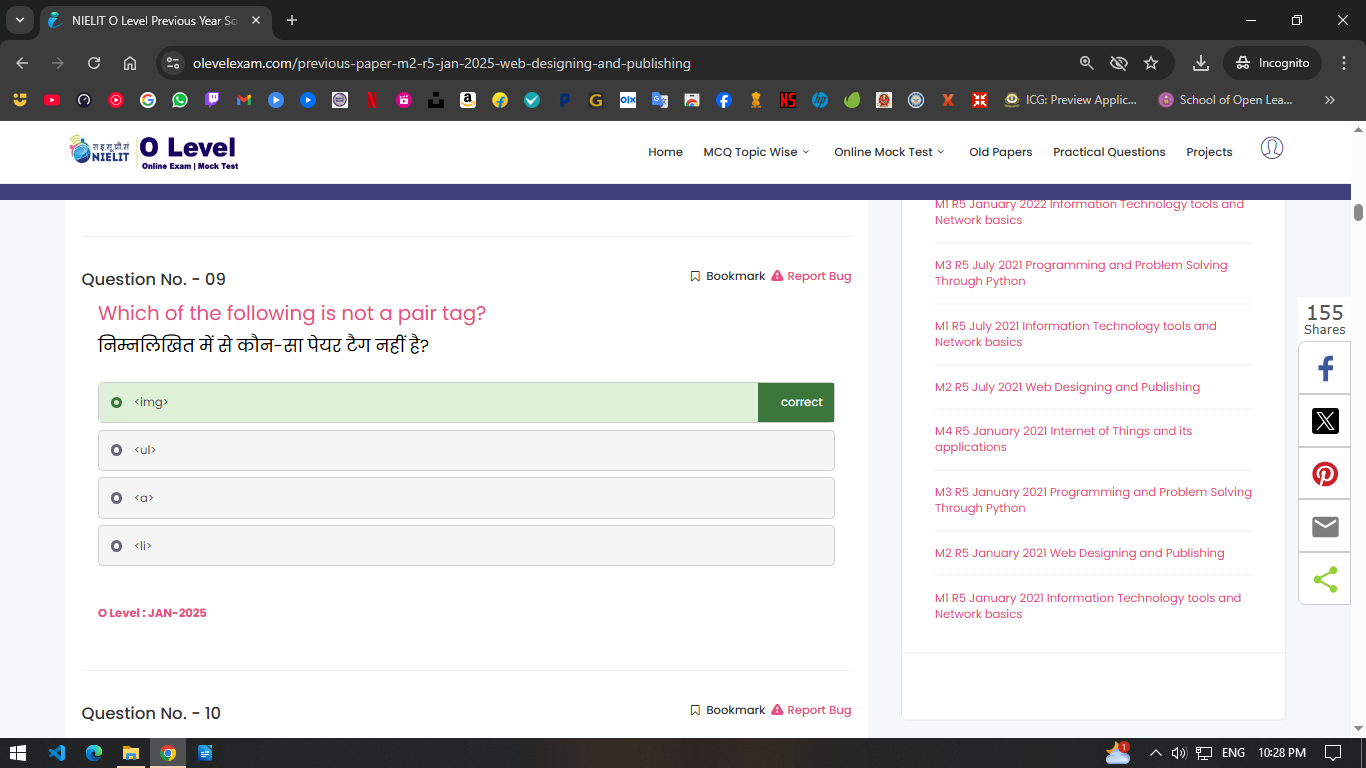 NIELIT O Level Previous Year So
olevelexam.com/previous-paper-m2-r5-jan-2025-web-designing-and-publishing
Incognito
ICG: Preview Applic...
School of Open Lea...
रा.इ.सू.प्रौ.सं
NIELIT
O Level
Online Exam | Mock Test
Home
MCQ Topic Wise
Online Mock Test
Old Papers
Practical Questions
Projects
Question No. - 09
Bookmark
Report Bug
Which of the following is not a pair tag?
निम्नलिखित में से कौन-सा पेयर टैग नहीं है?
<img>
correct
<ul>
<a>
<li>
O Level : JAN-2025
Question No. - 10
Bookmark
Report Bug
M1 R5 January 2022 Information Technology tools and
Network basics
M3 R5 July 2021 Programming and Problem Solving
Through Python
M1 R5 July 2021 Information Technology tools and
Network basics
M2 R5 July 2021 Web Designing and Publishing
M4 R5 January 2021 Internet of Things and its
applications
M3 R5 January 2021 Programming and Problem Solving
Through Python
M2 R5 January 2021 Web Designing and Publishing
M1 R5 January 2021 Information Technology tools and
Network basics
155
Shares
1
ENG
10:28 PM